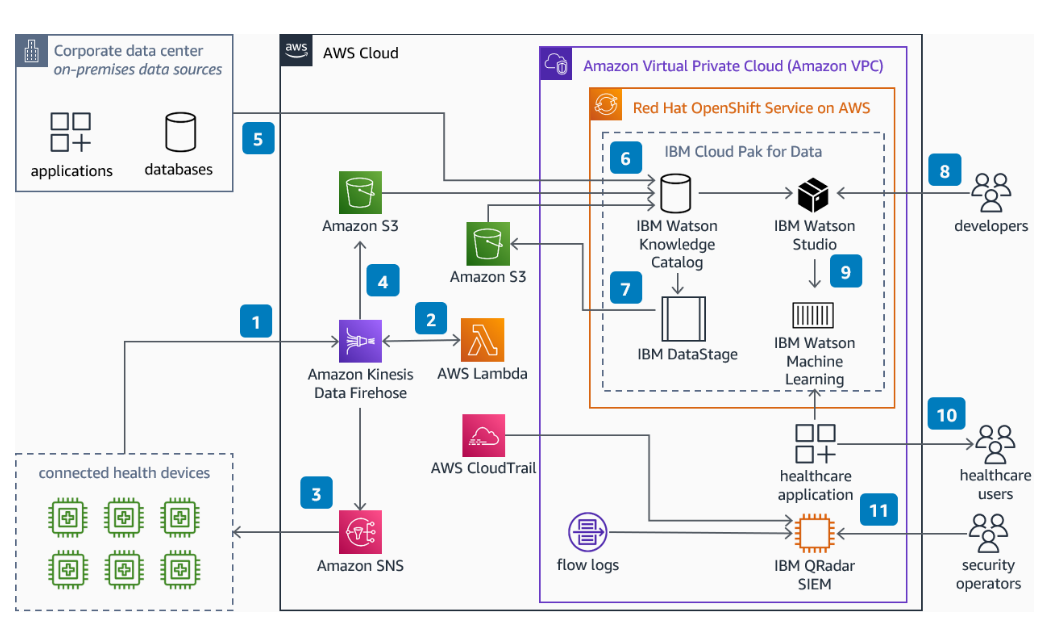 Corporate data center
on-premises data sources
applications
databases
5
aws
AWS Cloud
Amazon Virtual Private Cloud (Amazon VPC)
Red Hat OpenShift Service on AWS
IBM Cloud Pak for Data
6
IBM Watson
Knowledge
Catalog
IBM Watson
Studio
8
developers
Amazon S3
Amazon S3
4
7
IBM DataStage
9
IBM Watson
Machine
Learning
1
2
Amazon Kinesis
Data Firehose
AWS Lambda
AWS CloudTrail
10
healthcare
application
healthcare
users
connected health devices
3
Amazon SNS
flow logs
11
IBM QRadar
SIEM
security
operators